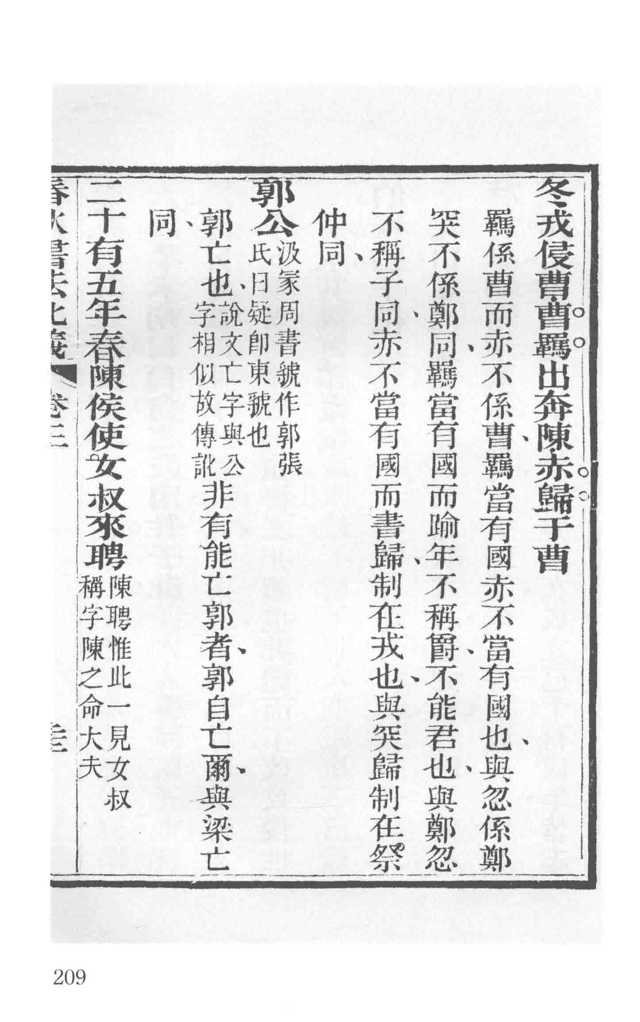 冬戎侵曹曹羈出奔陳赤歸于曹
羈係曹而赤不係曹羈當有國赤不當有國也與忽係鄭
突不係鄭同羈當有國而踰年不稱爵不能君也與鄭忽
不稱子同赤不當有國而書歸制在戎也與突歸制在祭
仲同
郭公汲冢周書虢作郭張
氏曰疑卽東虢也
郭亡也說文亡字與公
字相似故傳訛非有能亡郭者郭自亡爾與梁亡
同
二十有五年春陳侯使女叔來聘陳聘惟此一見女叔
稱字陳之命大夫
春秋書法比義 卷三
209